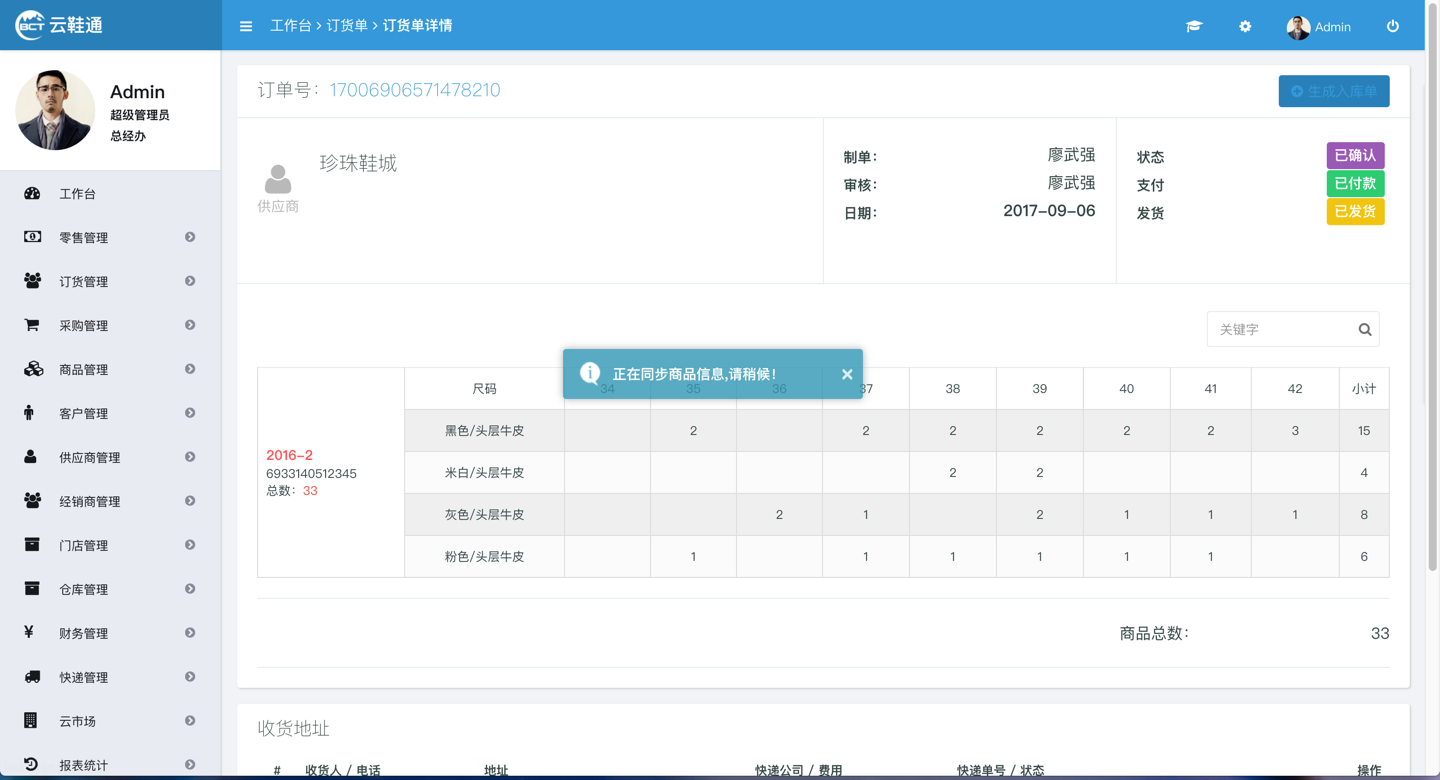 BCT 云鞋通
工作台 > 订货单 > 订货单详情
Admin
Admin
超级管理员
总经办
工作台
零售管理
订货管理
采购管理
商品管理
客户管理
供应商管理
经销商管理
门店管理
仓库管理
财务管理
快递管理
云市场
报表统计
订单号：17006906571478210
生成入库单
供应商
珍珠鞋城
制单： 廖武强
审核： 廖武强
日期： 2017-09-06
状态 已确认
支付 已付款
发货 已发货
关键字
正在同步商品信息,请稍候！ ×
2016-2
6933140512345
总数：33
尺码 34 35 36 37 38 39 40 41 42 小计
黑色/头层牛皮 2 2 2 2 2 2 3 15
米白/头层牛皮 2 2 4
灰色/头层牛皮 2 1 2 1 1 1 8
粉色/头层牛皮 1 1 1 1 1 1 6
商品总数： 33
收货地址
# 收货人 / 电话 地址 快递公司 / 费用 快递单号 / 状态 操作